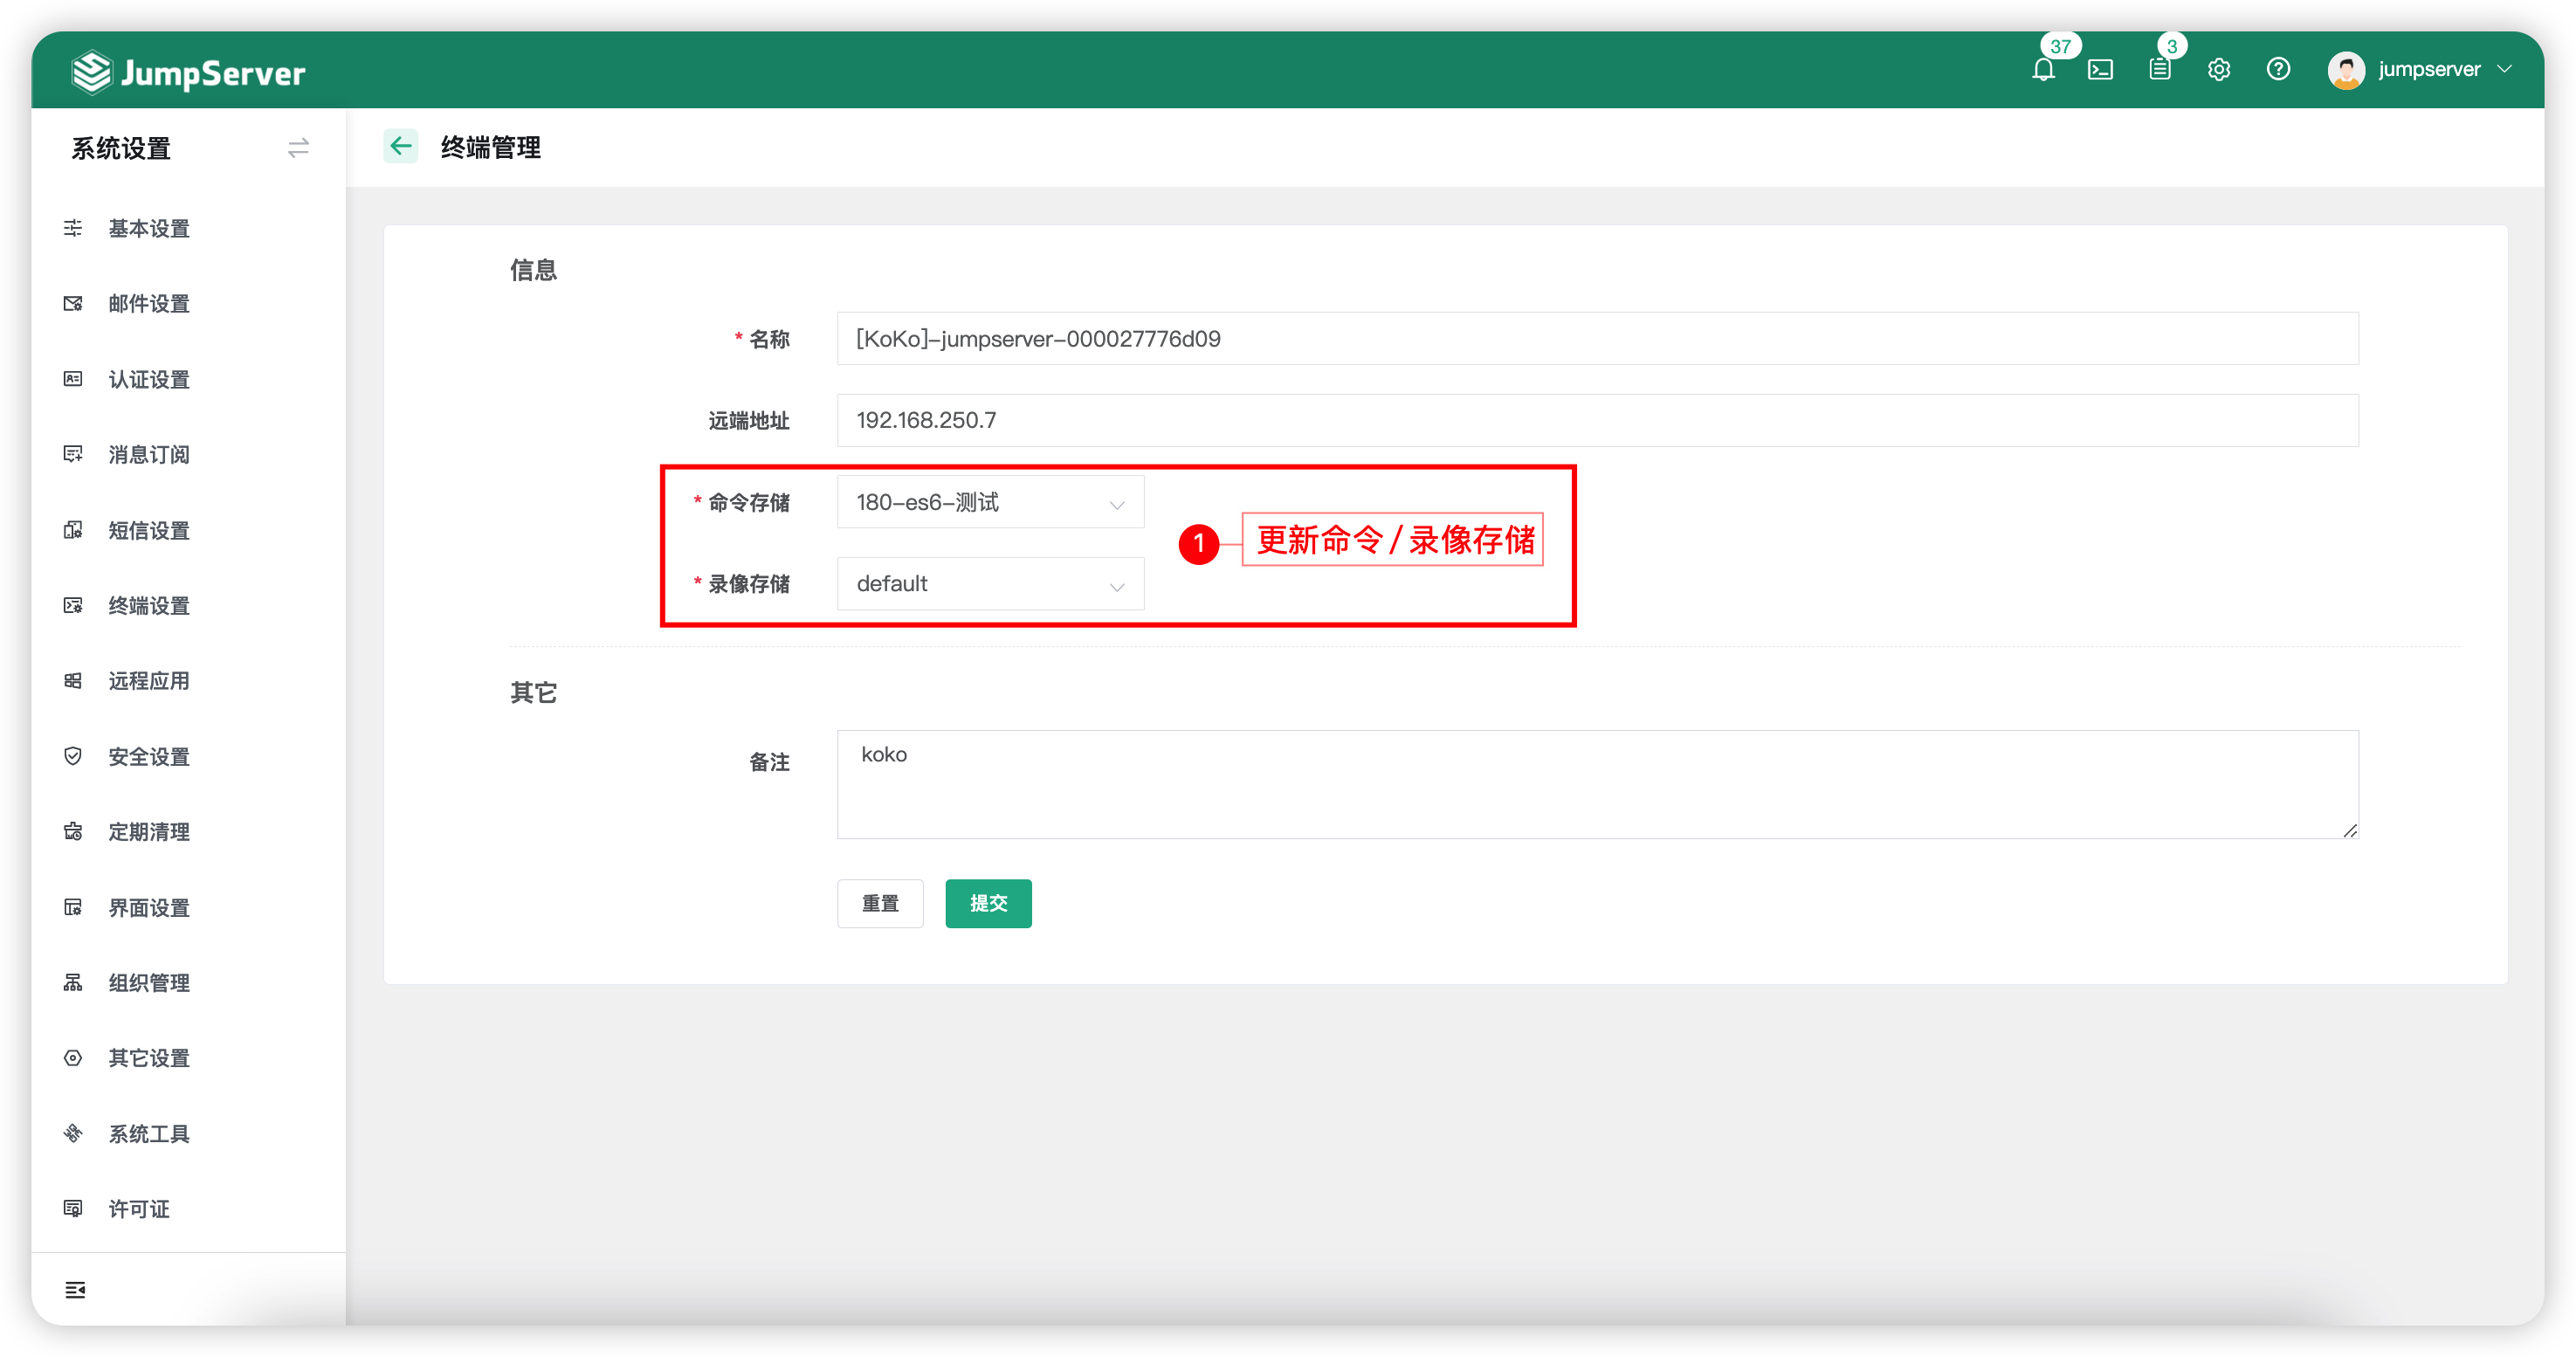 JumpServer
37
3
jumpserver
系统设置
终端管理
基本设置
邮件设置
认证设置
消息订阅
短信设置
终端设置
远程应用
安全设置
定期清理
界面设置
组织管理
其它设置
系统工具
许可证
信息
* 名称
[KoKo]-jumpserver-000027776d09
远端地址
192.168.250.7
* 命令存储
180-es6-测试
* 录像存储
default
1
更新命令/录像存储
其它
备注
koko
重置
提交